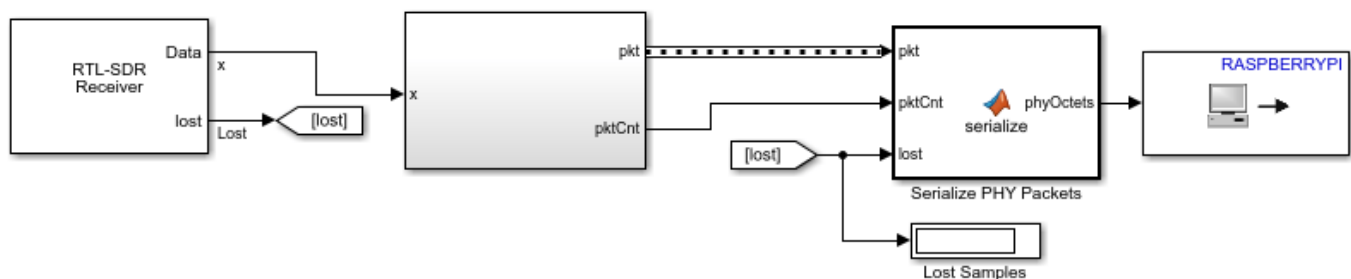 RTL-SDR
Receiver
Data
x
lost
Lost
[lost]
x
pkt
pktCnt
[lost]
pkt
pktCnt
lost
serialize
phyOctets
Serialize PHY Packets
Lost Samples
RASPBERRYPI